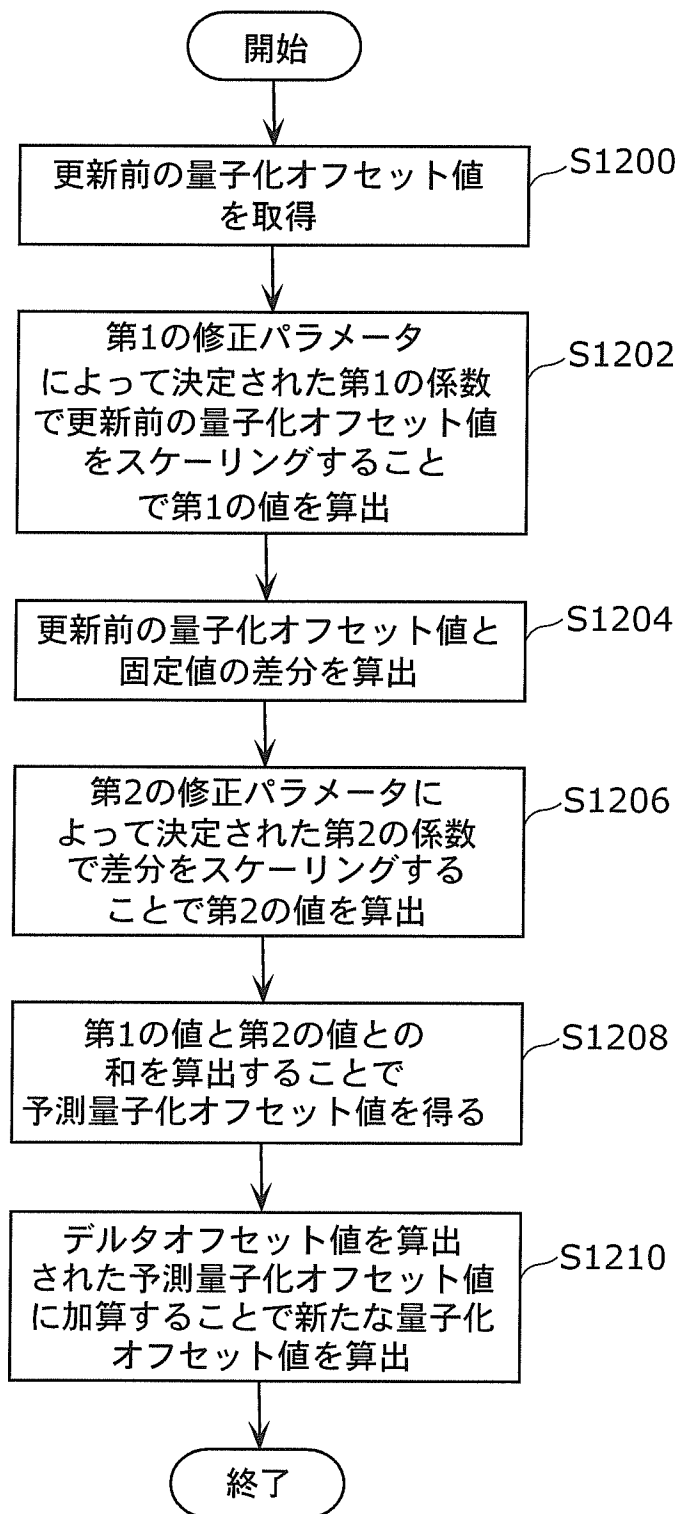 開始
更新前の量子化オフセット値
を取得
S1200
第1の修正パラメータ
によって決定された第1の係数
で更新前の量子化オフセット値
をスケーリングすること
で第1の値を算出
S1202
更新前の量子化オフセット値と
固定値の差分を算出
S1204
第2の修正パラメータに
よって決定された第2の係数
で差分をスケーリングする
ことで第2の値を算出
S1206
第1の値と第2の値との
和を算出することで
予測量子化オフセット値を得る
S1208
デルタオフセット値を算出
された予測量子化オフセット値
に加算することで新たな量子化
オフセット値を算出
S1210
終了